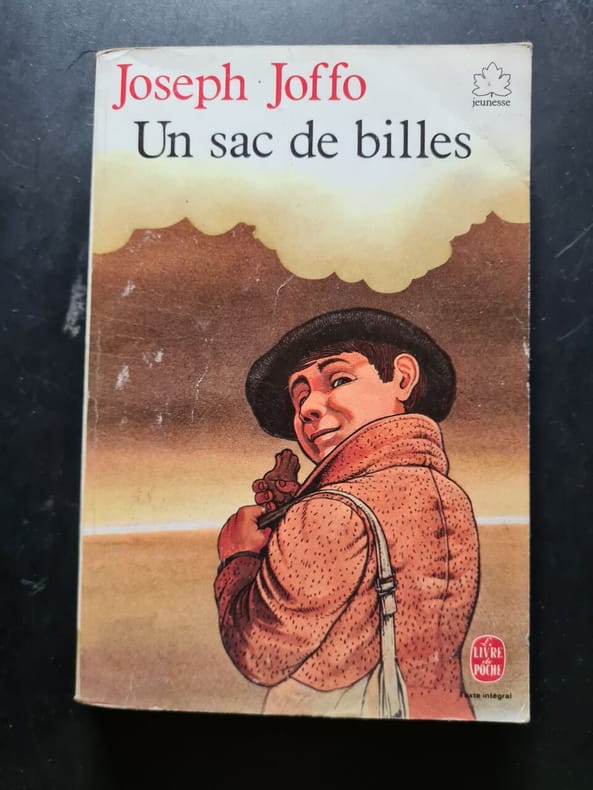 Joseph Joffo
jeunesse
Un sac de billes
Le
LIVRE
de
POCHE
Texte intégral